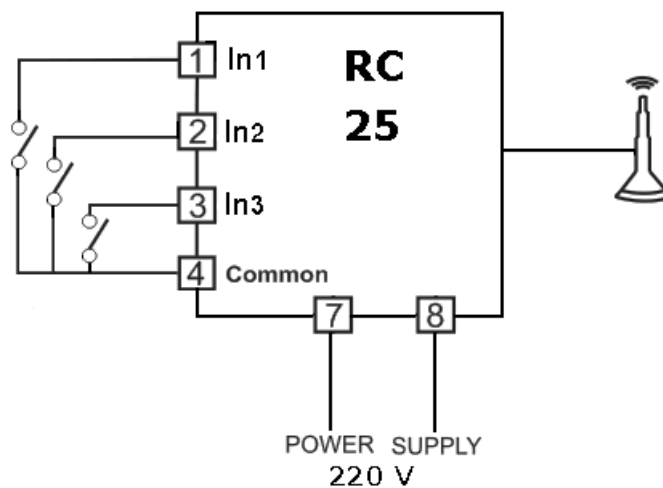 RC
25
1 In1
2 In2
3 In3
4 Common
7 8
POWER SUPPLY
220 V